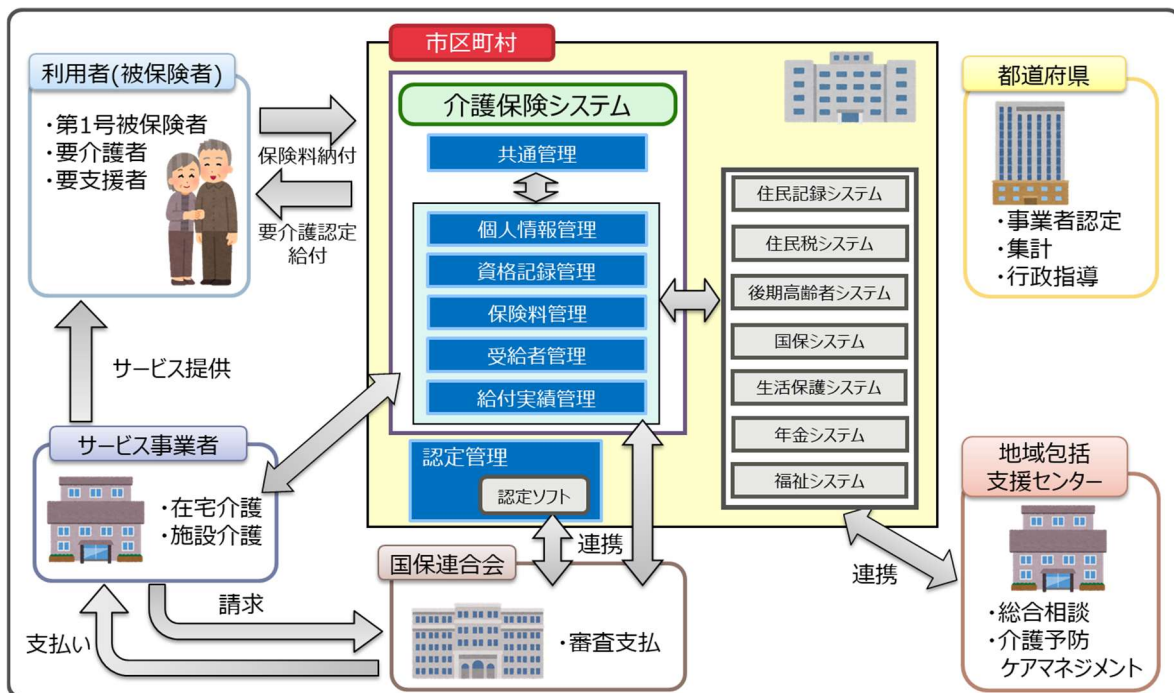 市区町村
利用者(被保険者)
・第1号被保険者
・要介護者
・要支援者
保険料納付
要介護認定
給付
介護保険システム
共通管理
個人情報管理
資格記録管理
保険料管理
受給者管理
給付実績管理
認定管理
認定ソフト
住民記録システム
住民税システム
後期高齢者システム
国保システム
生活保護システム
年金システム
福祉システム
都道府県
・事業者認定
・集計
・行政指導
サービス提供
サービス事業者
・在宅介護
・施設介護
連携
国保連合会
・審査支払
請求
支払い
連携
地域包括
支援センター
・総合相談
・介護予防
ケアマネジメント